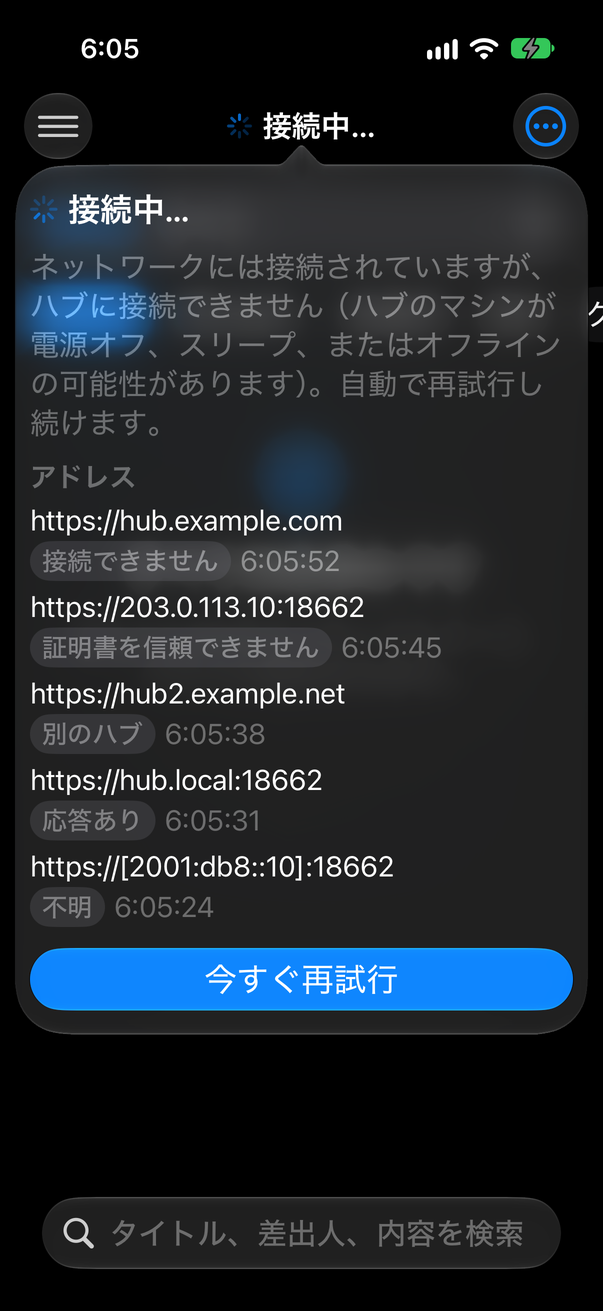 6:05
接続中...
接続中...
ネットワークには接続されていますが、
ハブに接続できません（ハブのマシンが
電源オフ、スリープ、またはオフライン
の可能性があります）。自動で再試行し
続けます。
アドレス
https://hub.example.com
接続できません 6:05:52
https://203.0.113.10:18662
証明書を信頼できません 6:05:45
https://hub2.example.net
別のハブ 6:05:38
https://hub.local:18662
応答あり 6:05:31
https://[2001:db8::10]:18662
不明 6:05:24
今すぐ再試行
タイトル、差出人、内容を検索